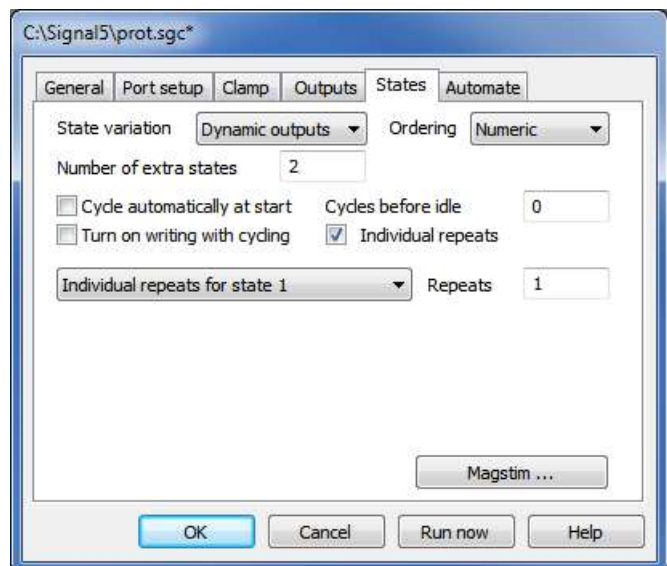 C:\Signal5\prot.sgc*
General Port setup Clamp Outputs States Automate
State variation Dynamic outputs Ordering Numeric
Number of extra states 2
Cycle automatically at start Cycles before idle 0
Turn on writing with cycling Individual repeats
Individual repeats for state 1 Repeats 1
Magstim ...
OK Cancel Run now Help